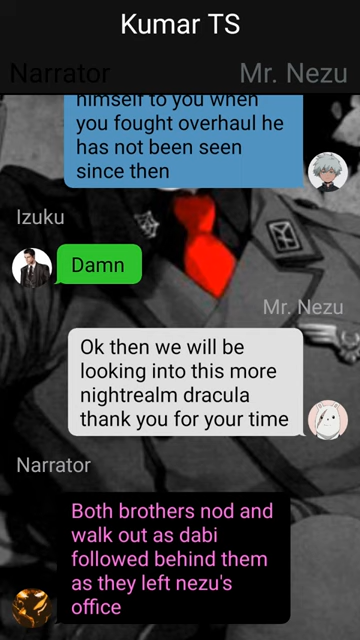 Kumar TS
Narrator
Mr. Nezu
himself to you when
you fought overhaul he
has not been seen
since then
Izuku
Damn
Mr. Nezu
Ok then we will be
looking into this more
nightrealm dracula
thank you for your time
Narrator
Both brothers nod and
walk out as dabi
followed behind them
as they left nezu's
office